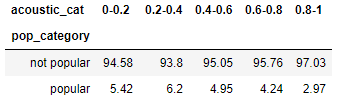 acoustic_cat 0-0.2 0.2-0.4 0.4-0.6 0.6-0.8 0.8-1
pop_category
not popular 94.58 93.8 95.05 95.76 97.03
popular 5.42 6.2 4.95 4.24 2.97